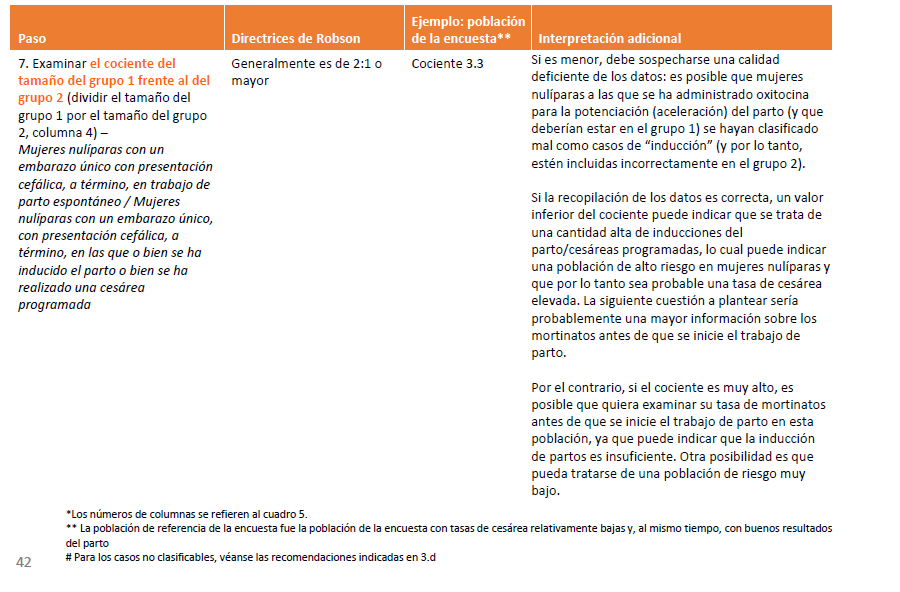 Paso
Directrices de Robson
Ejemplo: población
de la encuesta**
Interpretación adicional
7. Examinar el cociente del
tamaño del grupo 1 frente al del
grupo 2 (dividir el tamaño del
grupo 1 por el tamaño del grupo
2, columna 4) –
Mujeres nulíparas con un
embarazo único con presentación
cefálica, a término, en trabajo de
parto espontáneo / Mujeres
nulíparas con un embarazo único,
con presentación cefálica, a
término, en las que o bien se ha
inducido el parto o bien se ha
realizado una cesárea
programada
Generalmente es de 2:1 o
mayor
Cociente 3.3
Si es menor, debe sospecharse una calidad
deficiente de los datos: es posible que mujeres
nulíparas a las que se ha administrado oxitocina
para la potenciación (aceleración) del parto (y que
deberían estar en el grupo 1) se hayan clasificado
mal como casos de “inducción” (y por lo tanto,
estén incluidas incorrectamente en el grupo 2).
Si la recopilación de los datos es correcta, un valor
inferior del cociente puede indicar que se trata de
una cantidad alta de inducciones del
parto/cesáreas programadas, lo cual puede indicar
una población de alto riesgo en mujeres nulíparas y
que por lo tanto sea probable una tasa de cesárea
elevada. La siguiente cuestión a plantear sería
probablemente una mayor información sobre los
mortinatos antes de que se inicie el trabajo de
parto.
Por el contrario, si el cociente es muy alto, es
posible que quiera examinar su tasa de mortinatos
antes de que se inicie el trabajo de parto en esta
población, ya que puede indicar que la inducción
de partos es insuficiente. Otra posibilidad es que
pueda tratarse de una población de riesgo muy
bajo.
*Los números de columnas se refieren al cuadro 5.
** La población de referencia de la encuesta fue la población de la encuesta con tasas de cesárea relativamente bajas y, al mismo tiempo, con buenos resultados
del parto
# Para los casos no clasificables, véanse las recomendaciones indicadas en 3.d
42